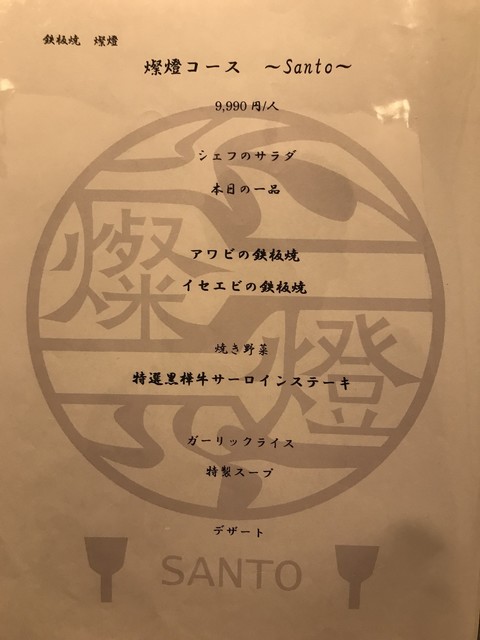 鉄板焼 燦燈
燦燈コース ～Santo～
9,990 円/人
シェフのサラダ
本日の一品
アワビの鉄板焼
イセエビの鉄板焼
燦
焼き野菜
燈
特選黒樺牛サーロインステーキ
ガーリックライス
特製スープ
デザート
SANTO